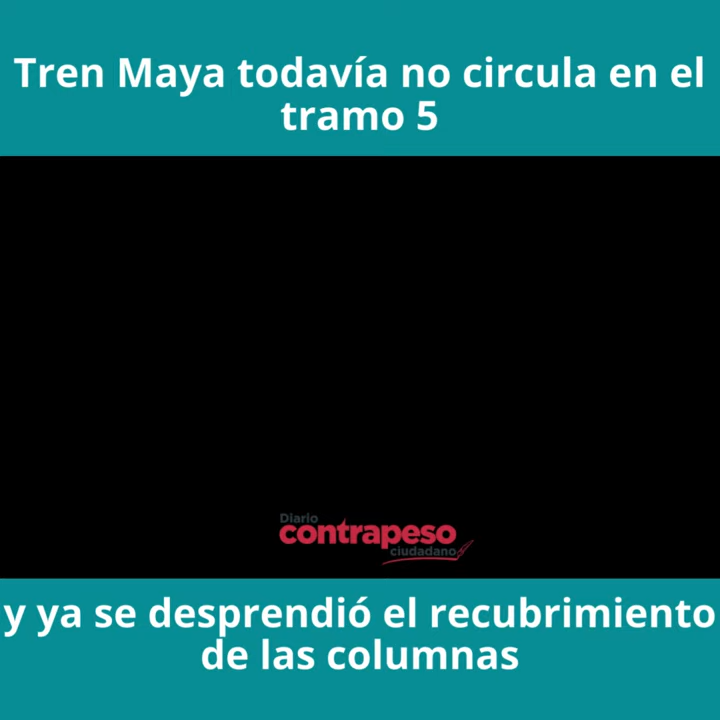 Tren Maya todavía no circula en el
tramo 5
Diario
contrapeso
ciudadano
y ya se desprendió el recubrimiento
de las columnas